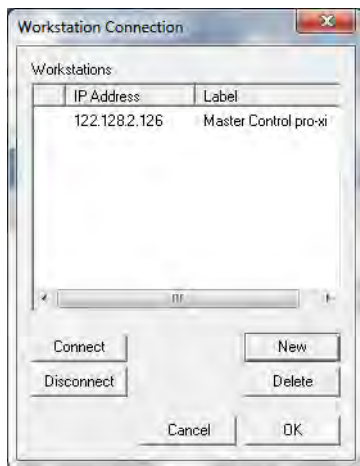 Workstation Connection
Workstations
IP Address Label
122.128.2.126 Master Control pro-xi
Connect New
Disconnect Delete
Cancel OK